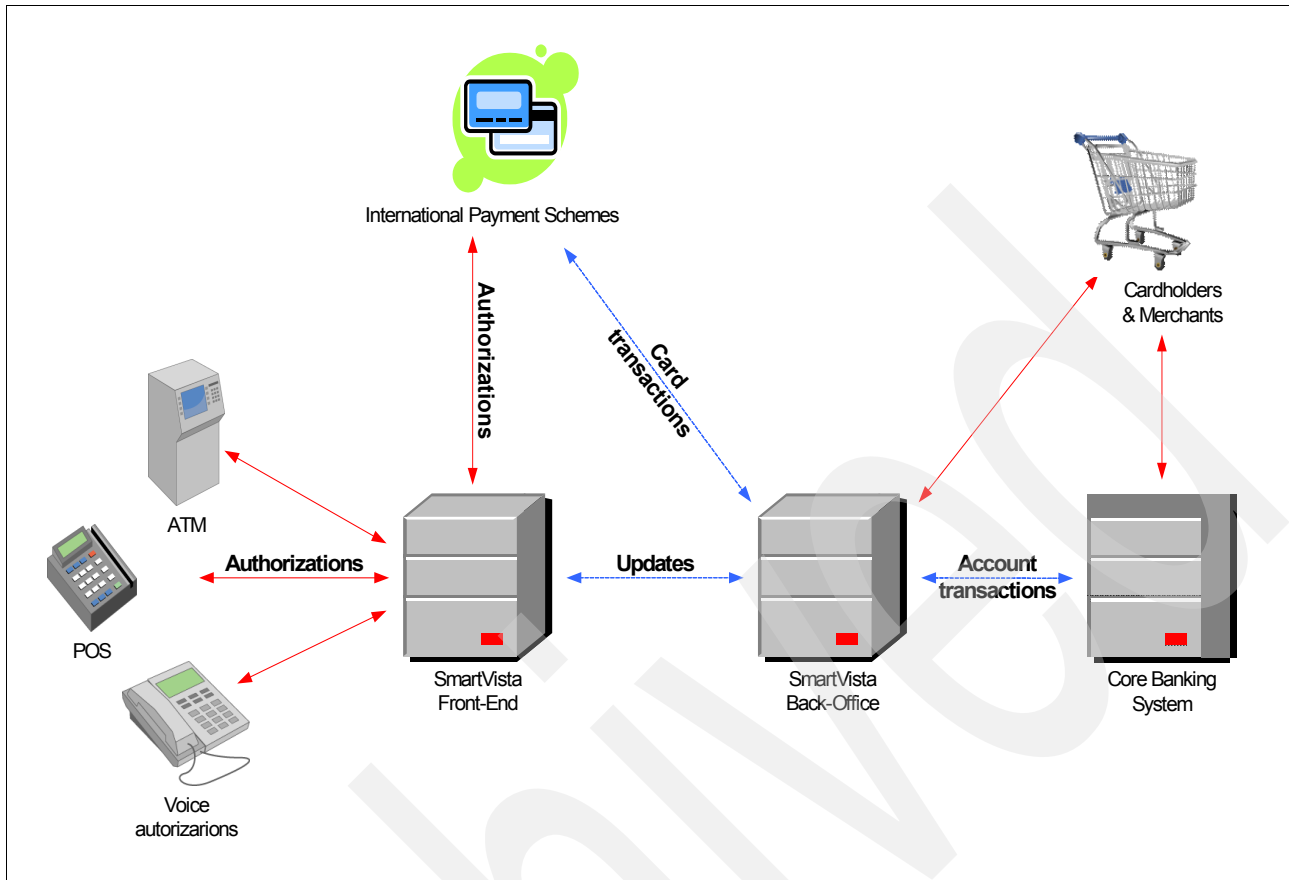 International Payment Schemes
Authorizations
Card
transactions
Cardholders
& Merchants
ATM
Authorizations
Updates
Account
transactions
POS
SmartVista
Front-End
SmartVista
Back-Office
Core Banking
System
Voice
autorizarions